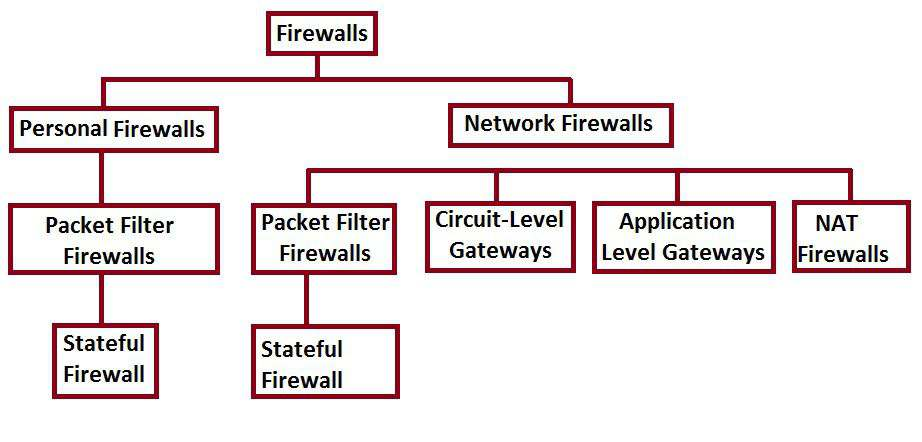 Firewalls
Personal Firewalls
Network Firewalls
Packet Filter
Firewalls
Packet Filter
Firewalls
Circuit-Level
Gateways
Application
Level Gateways
NAT
Firewalls
Stateful
Firewall
Stateful
Firewall